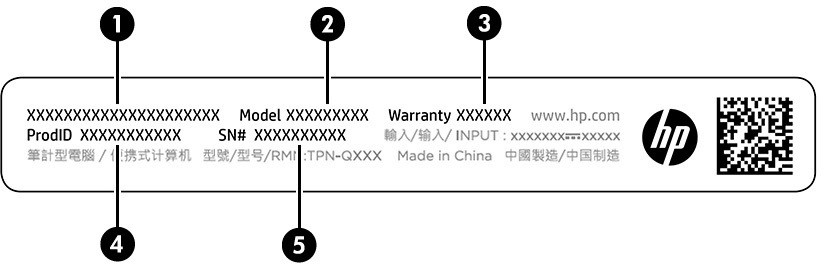 1 2 3
XXXXXXXXXXXXXXXXXXXXX Model XXXXXXXXX Warranty XXXXXX www.hp.com
ProdID XXXXXXXXXXX SN# XXXXXXXXXX 輸入/输入/ INPUT : xxxxxxx⎓xxxxx
筆計型電腦 / 便携式计算机 型號/型号/RMN:TPN-QXXX Made in China 中國製造/中国制造
hp
4 5